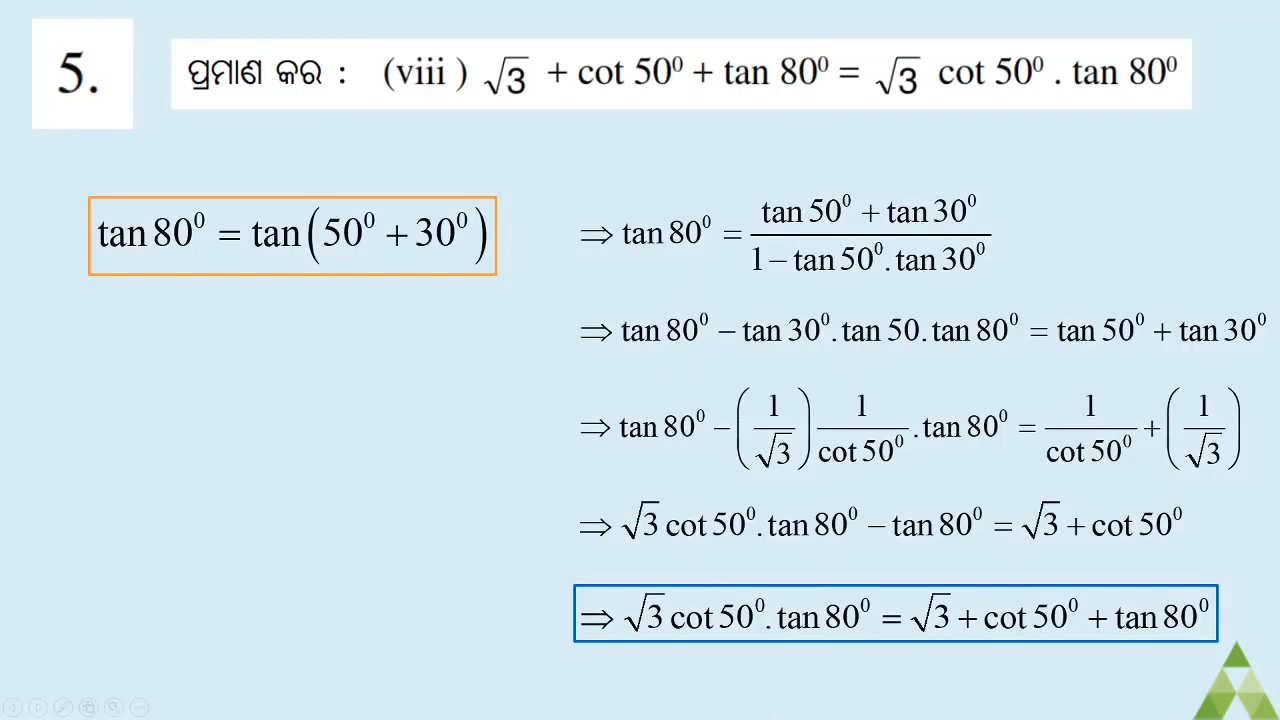 5.
ପ୍ରମାଣ କର : (viii ) √3 + cot 50⁰ + tan 80⁰ = √3 cot 50⁰ . tan 80⁰
tan 80⁰ = tan(50⁰ + 30⁰)
⇒ tan 80⁰ = (tan 50⁰ + tan 30⁰)/(1 − tan 50⁰.tan 30⁰)
⇒ tan 80⁰ − tan 30⁰.tan 50.tan 80⁰ = tan 50⁰ + tan 30⁰
⇒ tan 80⁰ − (1/√3) 1/cot 50⁰ .tan 80⁰ = 1/cot 50⁰ + (1/√3)
⇒ √3 cot 50⁰.tan 80⁰ − tan 80⁰ = √3 + cot 50⁰
⇒ √3 cot 50⁰.tan 80⁰ = √3 + cot 50⁰ + tan 80⁰